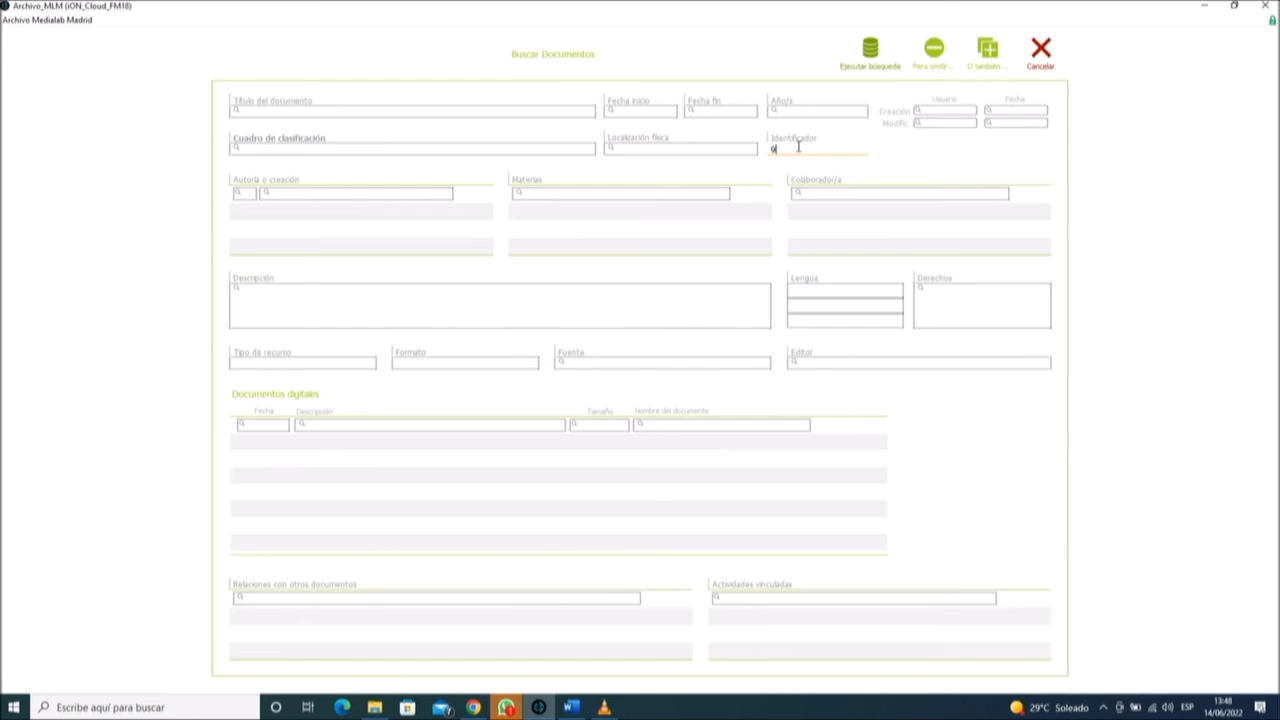 Archivo_MLM (iON_Cloud_FM18)
Archivo Medialab Madrid
Buscar Documentos
Ejecutar búsqueda
Pero omitir...
O también...
Cancelar
Título del documento
Fecha inicio
Fecha fin
Año/s
Usuario
Fecha
Creación
Modific.
Cuadro de clasificación
Localización física
Identificador
Autoría o creación
Materias
Colaborador/a
Descripción
Lengua
Derechos
Tipo de recurso
Formato
Fuente
Editor
Documentos digitales
Fecha
Descripción
Tamaño
Nombre del documento
Relaciones con otros documentos
Actividades vinculadas
Escribe aquí para buscar
29°C Soleado
ESP
13:48
14/06/2022